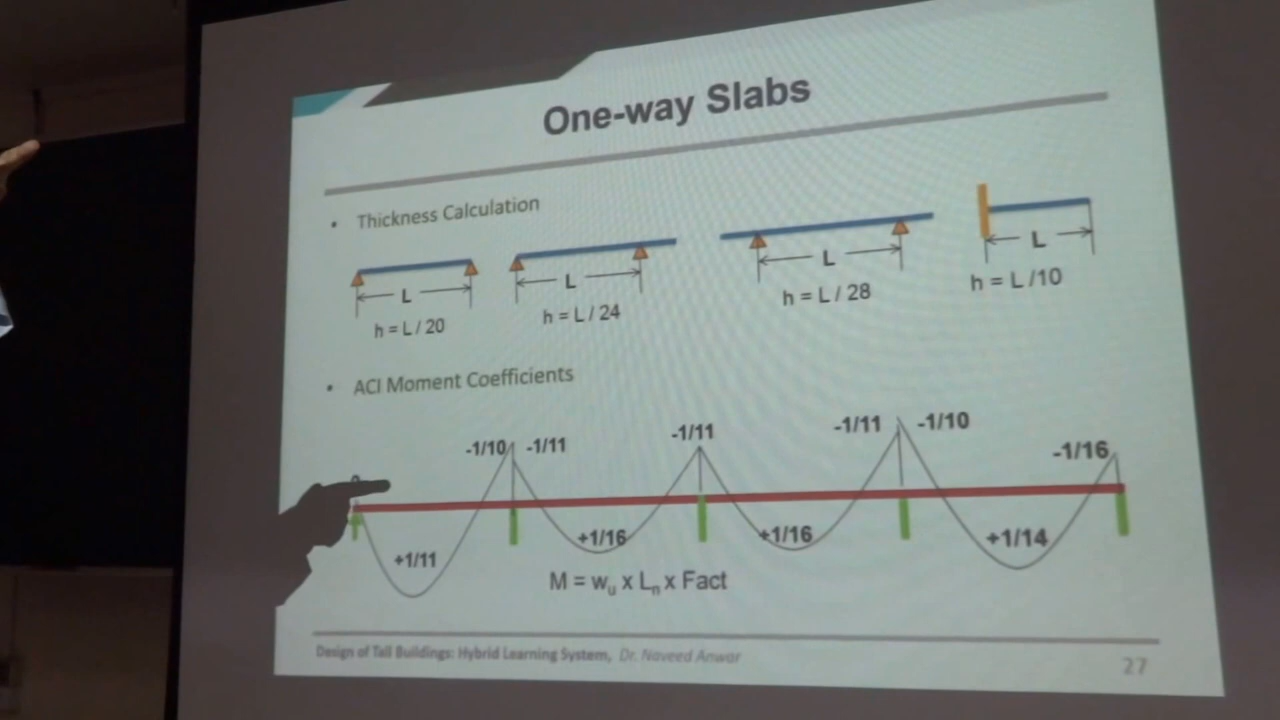 One-way Slabs
• Thickness Calculation
L
L
L
L
h = L / 20
h = L / 24
h = L / 28
h = L /10
• ACI Moment Coefficients
-1/10 -1/11
-1/11
-1/11 -1/10
-1/16
+1/11
+1/16
+1/16
+1/14
M = wᵤ x Lₙ x Fact
Design of Tall Buildings: Hybrid Learning System, Dr. Naveed Anwar
27